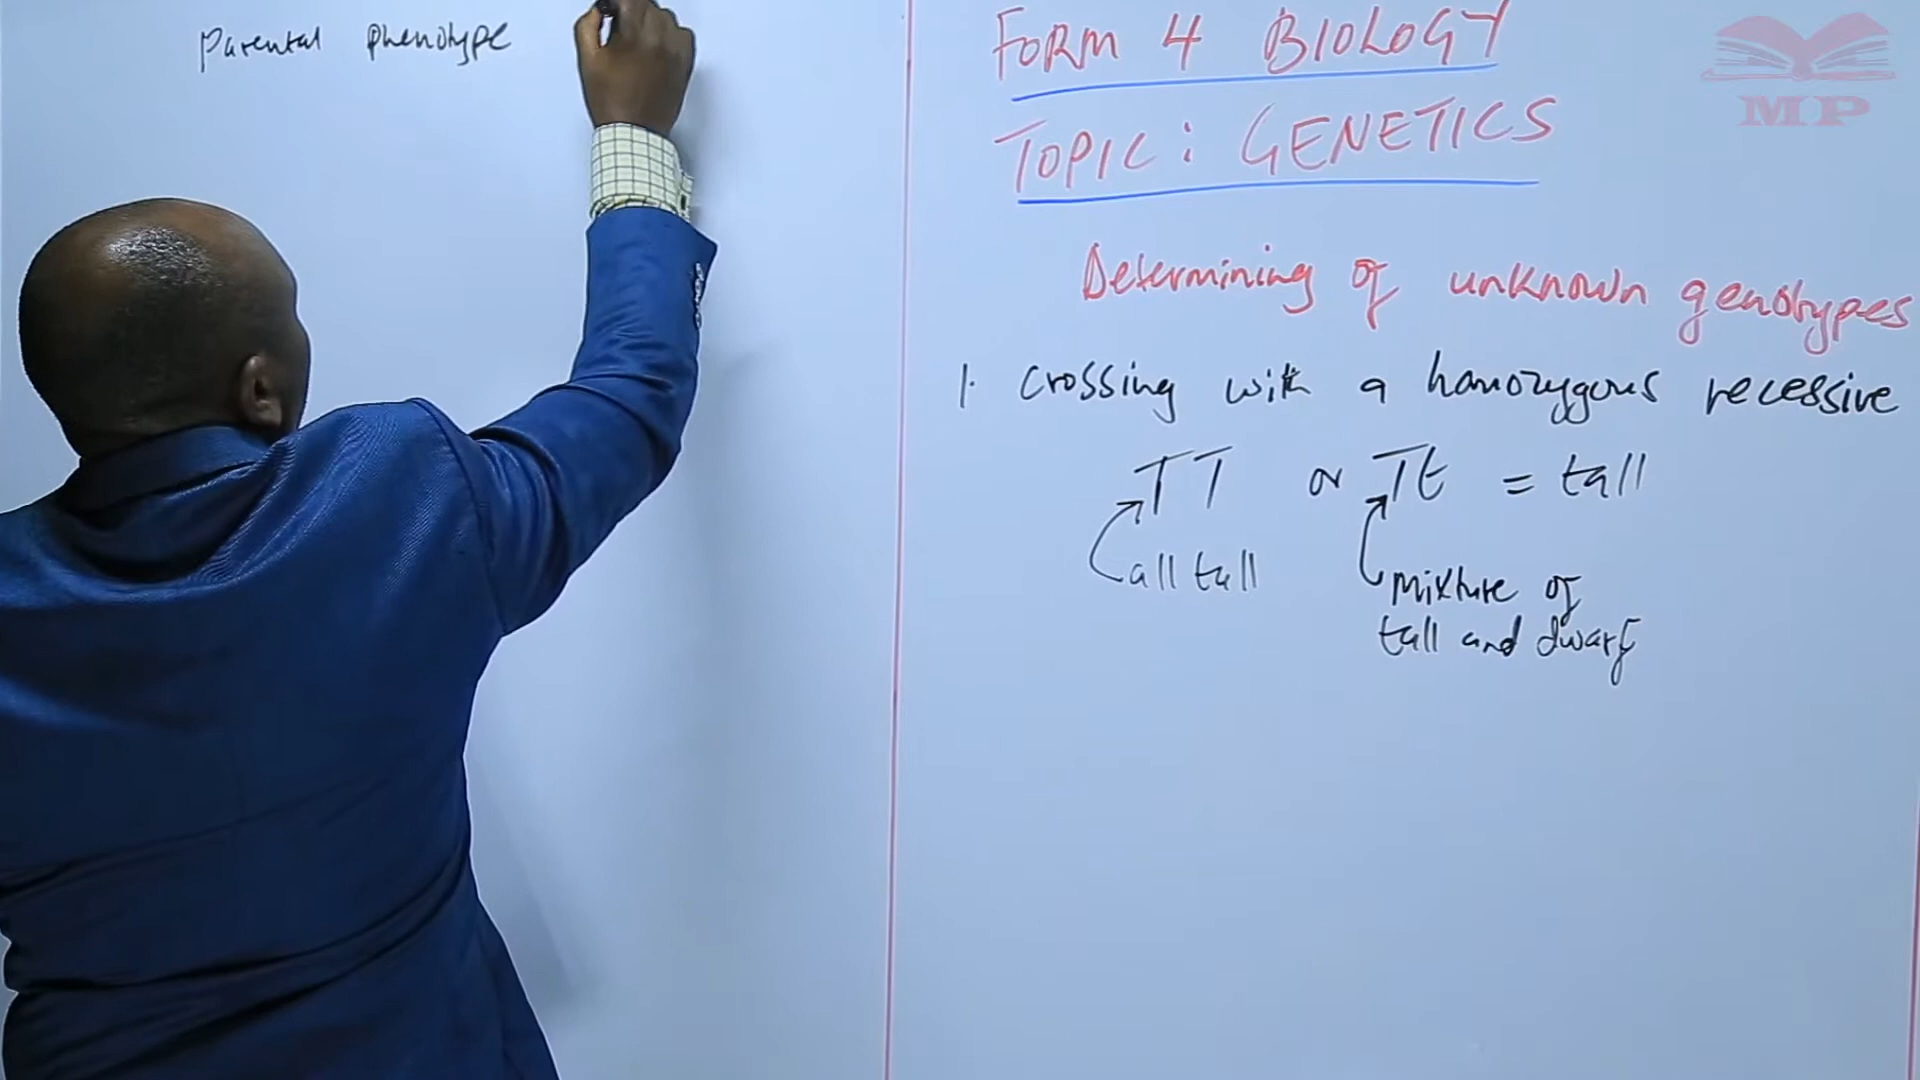 Parental phenotype
FORM 4 BIOLOGY
TOPIC: GENETICS
Determining of unknown genotypes
1. Crossing with a homozygous recessive
TT or Tt = tall
all tall
Mixture of
tall and dwarf
MP